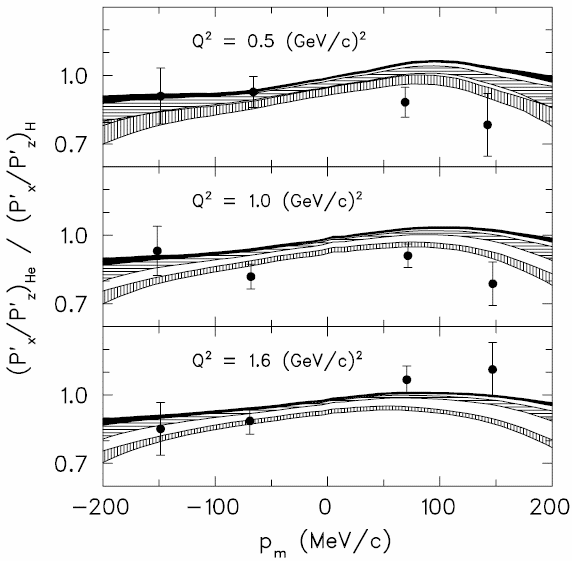 Q² = 0.5 (GeV/c)²
1.0
0.7
Q² = 1.0 (GeV/c)²
1.0
0.7
Q² = 1.6 (GeV/c)²
1.0
0.7
(P'x/P'z)He / (P'x/P'z)H
−200 −100 0 100 200
pm (MeV/c)